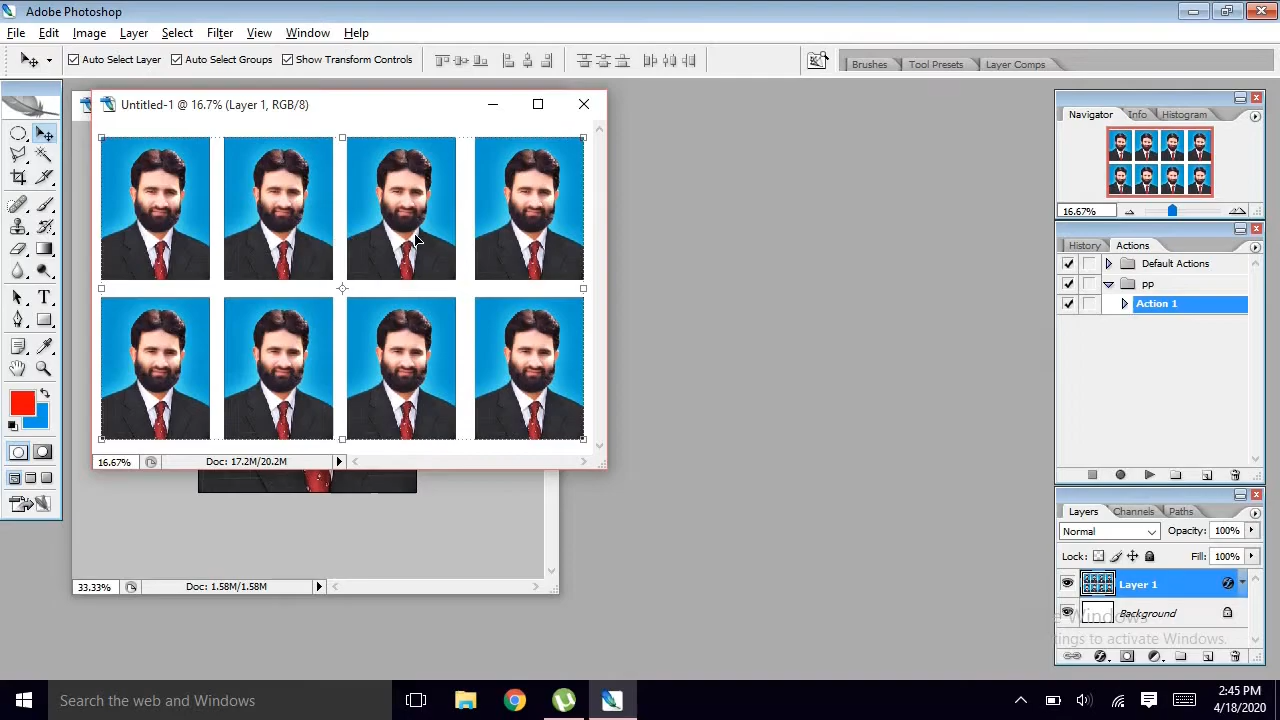 Adobe Photoshop
File Edit Image Layer Select Filter View Window Help
Auto Select Layer Auto Select Groups Show Transform Controls
Brushes Tool Presets Layer Comps
Untitled-1 @ 16.7% (Layer 1, RGB/8)
16.67% Doc: 17.2M/20.2M
33.33% Doc: 1.58M/1.58M
Navigator Info Histogram
16.67%
History Actions
Default Actions
PP
Action 1
Layers Channels Paths
Normal Opacity: 100%
Lock: Fill: 100%
Layer 1
Background
e Windows
tings to activate Windows.
Search the web and Windows
2:45 PM
4/18/2020